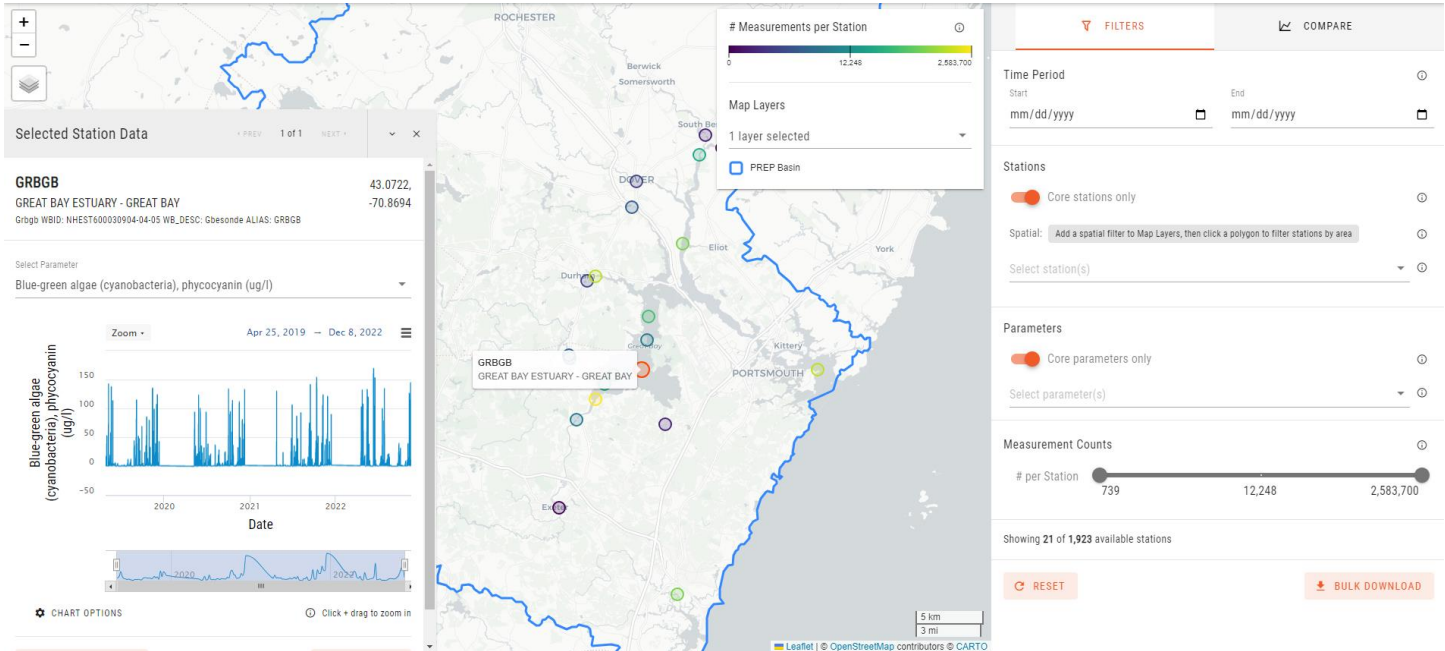 +
−
Selected Station Data
‹ PREV 1 of 1 NEXT ›
GRBGB
43.0722,
GREAT BAY ESTUARY - GREAT BAY
-70.8694
Grbgb WBID: NHEST600030904-04-05 WB_DESC: Gbesonde ALIAS: GRBGB
Select Parameter
Blue-green algae (cyanobacteria), phycocyanin (ug/l)
Zoom
Apr 25, 2019 → Dec 8, 2022
Blue-green algae
(cyanobacteria), phycocyanin
(ug/l)
150
100
50
0
−50
2020 2021 2022
Date
2020 2022
CHART OPTIONS
Click + drag to zoom in
ROCHESTER
Berwick
Somersworth
South Be
DOVER
Eliot
York
Durham
Great Bay
Kittery
PORTSMOUTH
GRBGB
GREAT BAY ESTUARY - GREAT BAY
Exeter
5 km
3 mi
Leaflet | © OpenStreetMap contributors © CARTO
# Measurements per Station
0 12,248 2,583,700
Map Layers
1 layer selected
PREP Basin
FILTERS
COMPARE
Time Period
Start
End
mm/dd/yyyy
mm/dd/yyyy
Stations
Core stations only
Spatial: Add a spatial filter to Map Layers, then click a polygon to filter stations by area
Select station(s)
Parameters
Core parameters only
Select parameter(s)
Measurement Counts
# per Station
739 12,248 2,583,700
Showing 21 of 1,923 available stations
RESET
BULK DOWNLOAD